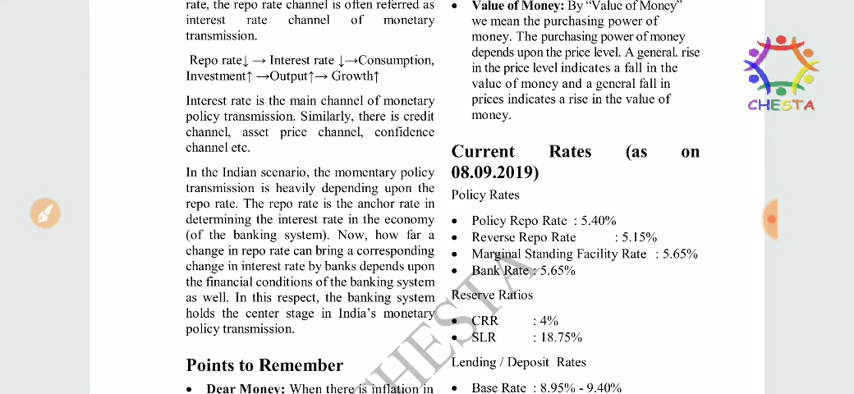 rate, the repo rate channel is often referred as
interest rate channel of monetary
transmission.
Repo rate↓ → Interest rate ↓→Consumption,
Investment↑ →Output↑→ Growth↑
Interest rate is the main channel of monetary
policy transmission. Similarly, there is credit
channel, asset price channel, confidence
channel etc.
In the Indian scenario, the momentary policy
transmission is heavily depending upon the
repo rate. The repo rate is the anchor rate in
determining the interest rate in the economy
(of the banking system). Now, how far a
change in repo rate can bring a corresponding
change in interest rate by banks depends upon
the financial conditions of the banking system
as well. In this respect, the banking system
holds the center stage in India's monetary
policy transmission.
Points to Remember
• Dear Money: When there is inflation in
• Value of Money: By “Value of Money”
we mean the purchasing power of
money. The purchasing power of money
depends upon the price level. A general rise
in the price level indicates a fall in the
value of money and a general fall in
prices indicates a rise in the value of
money.
Current Rates (as on
08.09.2019)
Policy Rates
• Policy Repo Rate : 5.40%
• Reverse Repo Rate : 5.15%
• Marginal Standing Facility Rate : 5.65%
• Bank Rate : 5.65%
Reserve Ratios
• CRR : 4%
• SLR : 18.75%
Lending / Deposit Rates
• Base Rate : 8.95% - 9.40%
CHESTA
CHESTA